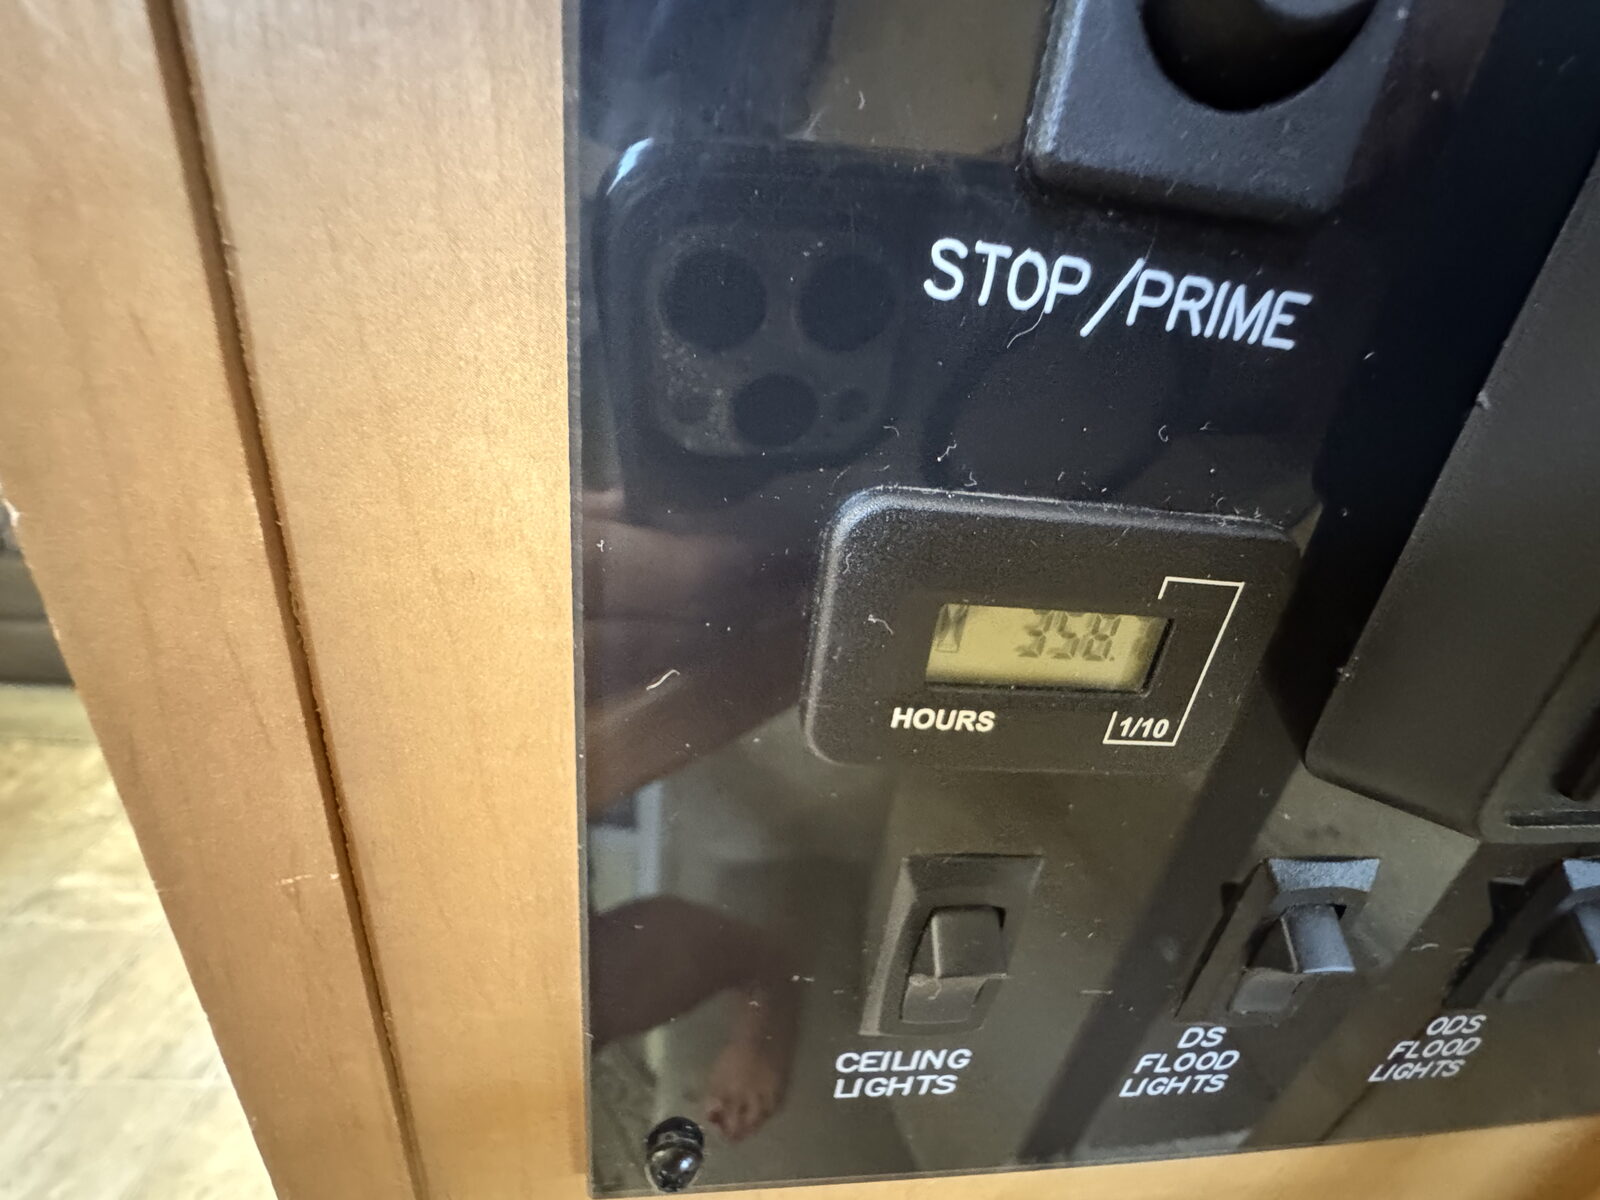 STOP/PRIME
358.
HOURS
1/10
CEILING
LIGHTS
DS
FLOOD
LIGHTS
ODS
FLOOD
LIGHTS